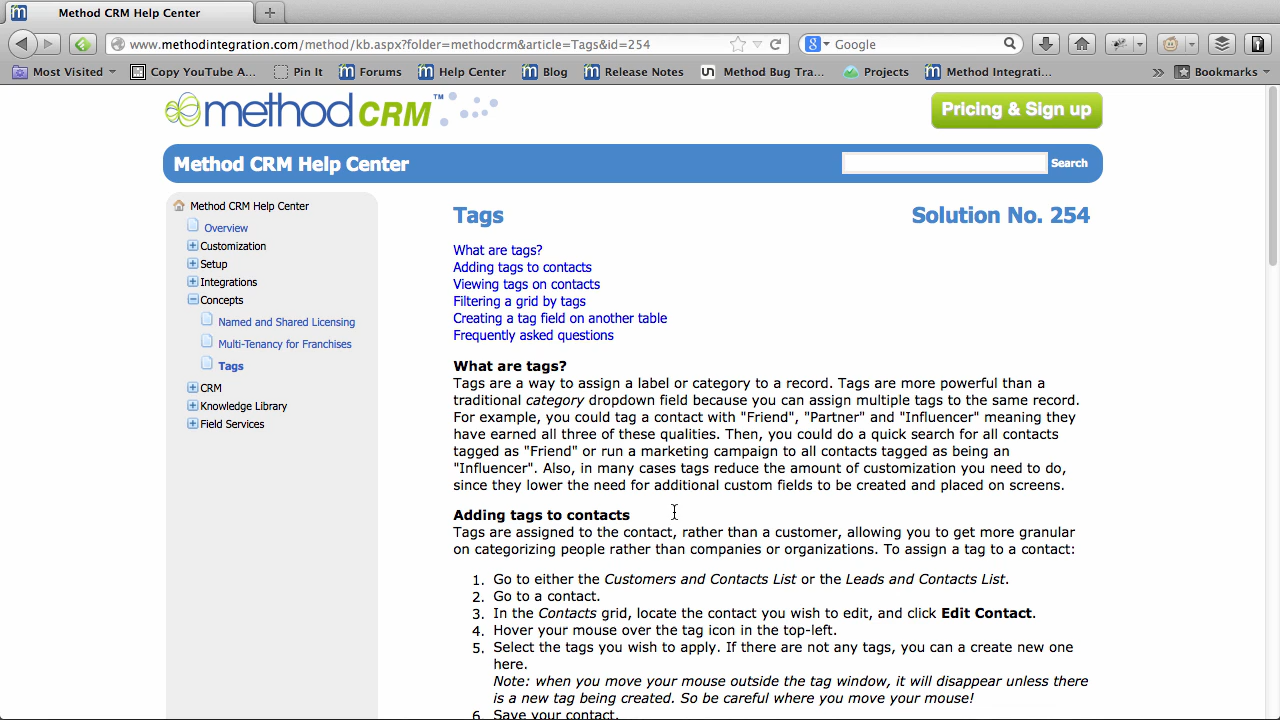 Method CRM Help Center
www.methodintegration.com/method/kb.aspx?folder=methodcrm&article=Tags&id=254
Google
Most Visited
Copy YouTube A...
Pin It
Forums
Help Center
Blog
Release Notes
Method Bug Tra...
Projects
Method Integrati...
Bookmarks
methodCRM™
Pricing & Sign up
Method CRM Help Center
Search
Method CRM Help Center
Overview
Customization
Setup
Integrations
Concepts
Named and Shared Licensing
Multi-Tenancy for Franchises
Tags
CRM
Knowledge Library
Field Services
Tags
Solution No. 254
What are tags?
Adding tags to contacts
Viewing tags on contacts
Filtering a grid by tags
Creating a tag field on another table
Frequently asked questions
What are tags?
Tags are a way to assign a label or category to a record. Tags are more powerful than a
traditional category dropdown field because you can assign multiple tags to the same record.
For example, you could tag a contact with "Friend", "Partner" and "Influencer" meaning they
have earned all three of these qualities. Then, you could do a quick search for all contacts
tagged as "Friend" or run a marketing campaign to all contacts tagged as being an
"Influencer". Also, in many cases tags reduce the amount of customization you need to do,
since they lower the need for additional custom fields to be created and placed on screens.
Adding tags to contacts
Tags are assigned to the contact, rather than a customer, allowing you to get more granular
on categorizing people rather than companies or organizations. To assign a tag to a contact:
1. Go to either the Customers and Contacts List or the Leads and Contacts List.
2. Go to a contact.
3. In the Contacts grid, locate the contact you wish to edit, and click Edit Contact.
4. Hover your mouse over the tag icon in the top-left.
5. Select the tags you wish to apply. If there are not any tags, you can a create new one
here.
Note: when you move your mouse outside the tag window, it will disappear unless there
is a new tag being created. So be careful where you move your mouse!
6. Save your contact.